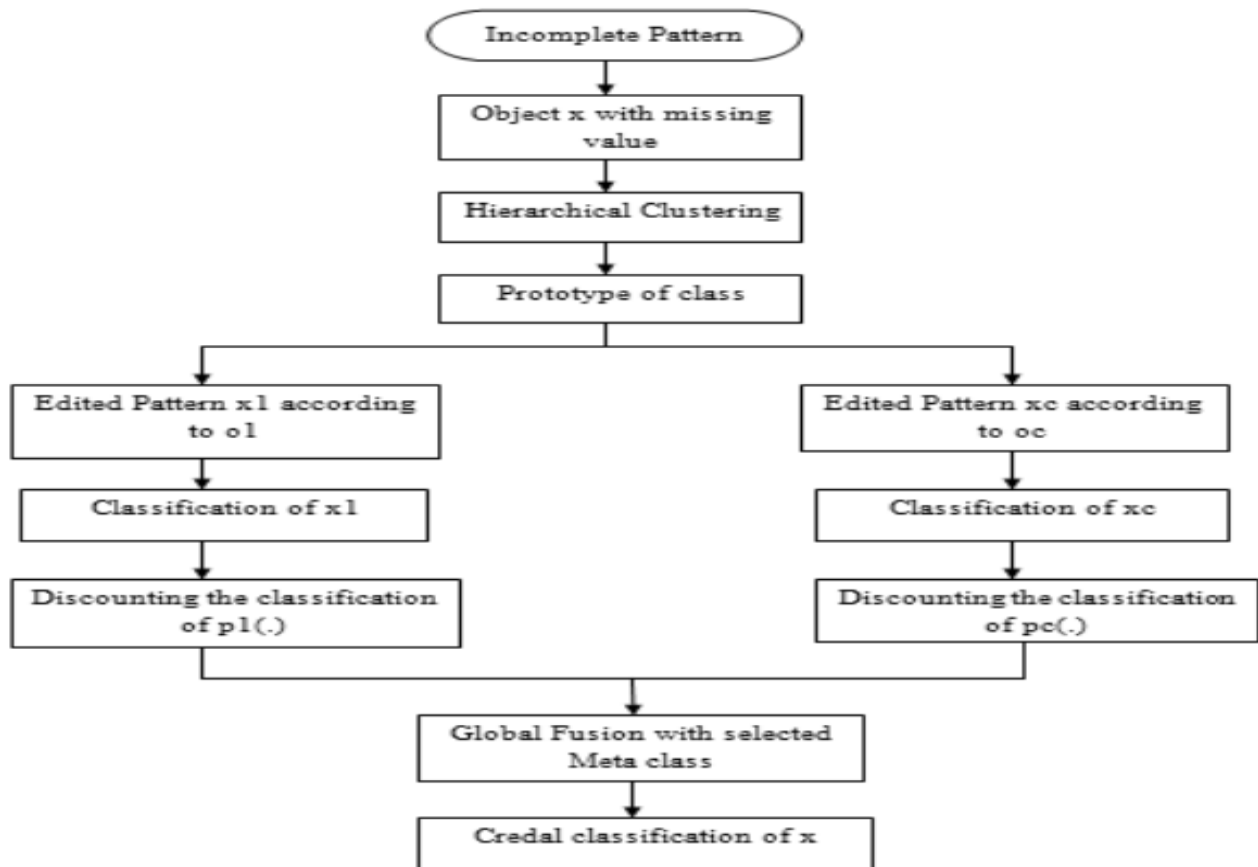 Incomplete Pattern
Object x with missing
value
Hierarchical Clustering
Prototype of class
Edited Pattern x1 according
to o1
Edited Pattern xc according
to oc
Classification of x1
Classification of xc
Discounting the classification
of p1(.)
Discounting the classification
of pc(.)
Global Fusion with selected
Meta class
Credal classification of x